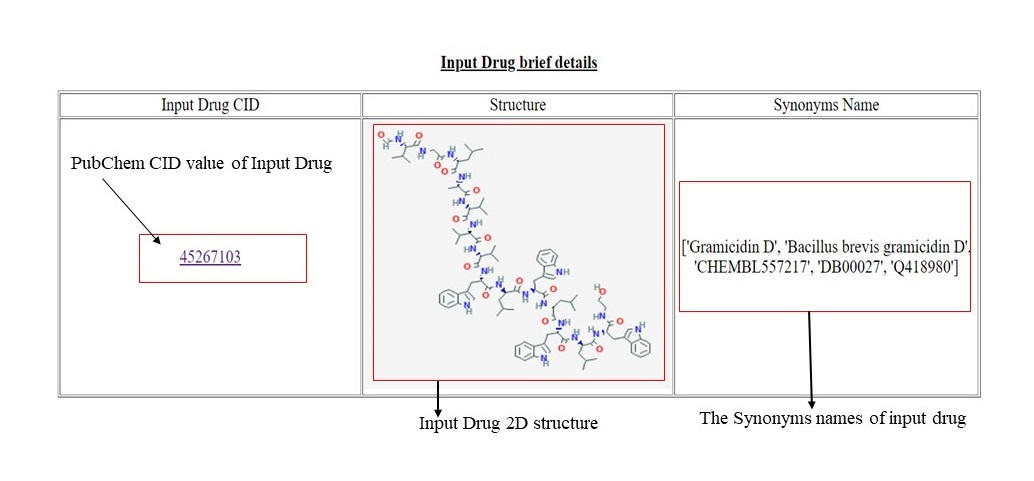 Input Drug brief details
Input Drug CID
Structure
Synonyms Name
PubChem CID value of Input Drug
45267103
['Gramicidin D', 'Bacillus brevis gramicidin D',
'CHEMBL557217', 'DB00027', 'Q418980']
Input Drug 2D structure
The Synonyms names of input drug